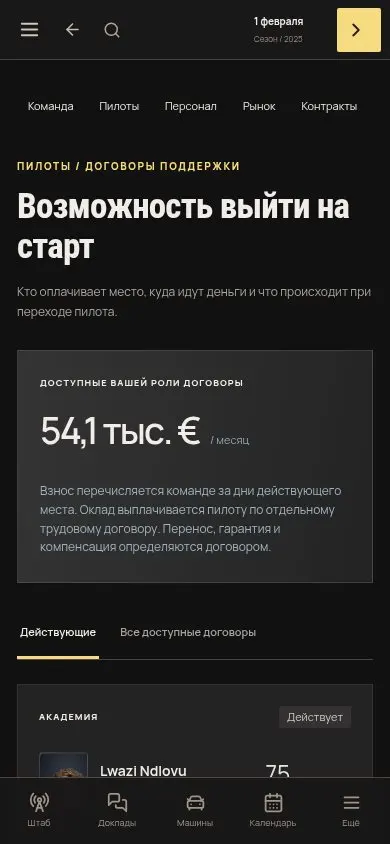 1 февраля
Сезон / 2025
Команда Пилоты Персонал Рынок Контракты
ПИЛОТЫ / ДОГОВОРЫ ПОДДЕРЖКИ
Возможность выйти на
старт
Кто оплачивает место, куда идут деньги и что происходит при
переходе пилота.
ДОСТУПНЫЕ ВАШЕЙ РОЛИ ДОГОВОРЫ
54,1 тыс. € / месяц
Взнос перечисляется команде за дни действующего
места. Оклад выплачивается пилоту по отдельному
трудовому договору. Перенос, гарантия и
компенсация определяются договором.
Действующие Все доступные договоры
АКАДЕМИЯ Действует
Lwazi Ndlovu 75
Штаб Доклады Машины Календарь Ещё